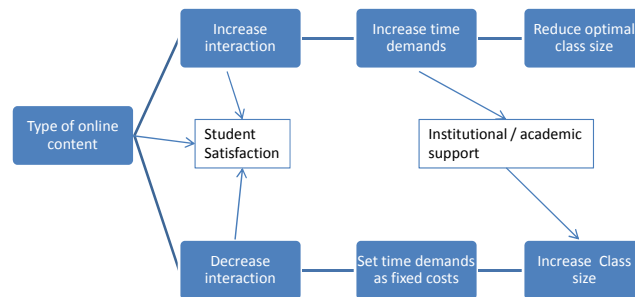 Increase
interaction
Increase time
demands
Reduce optimal
class size
Type of online
content
Student
Satisfaction
Institutional / academic
support
Decrease
interaction
Set time demands
as fixed costs
Increase Class
size